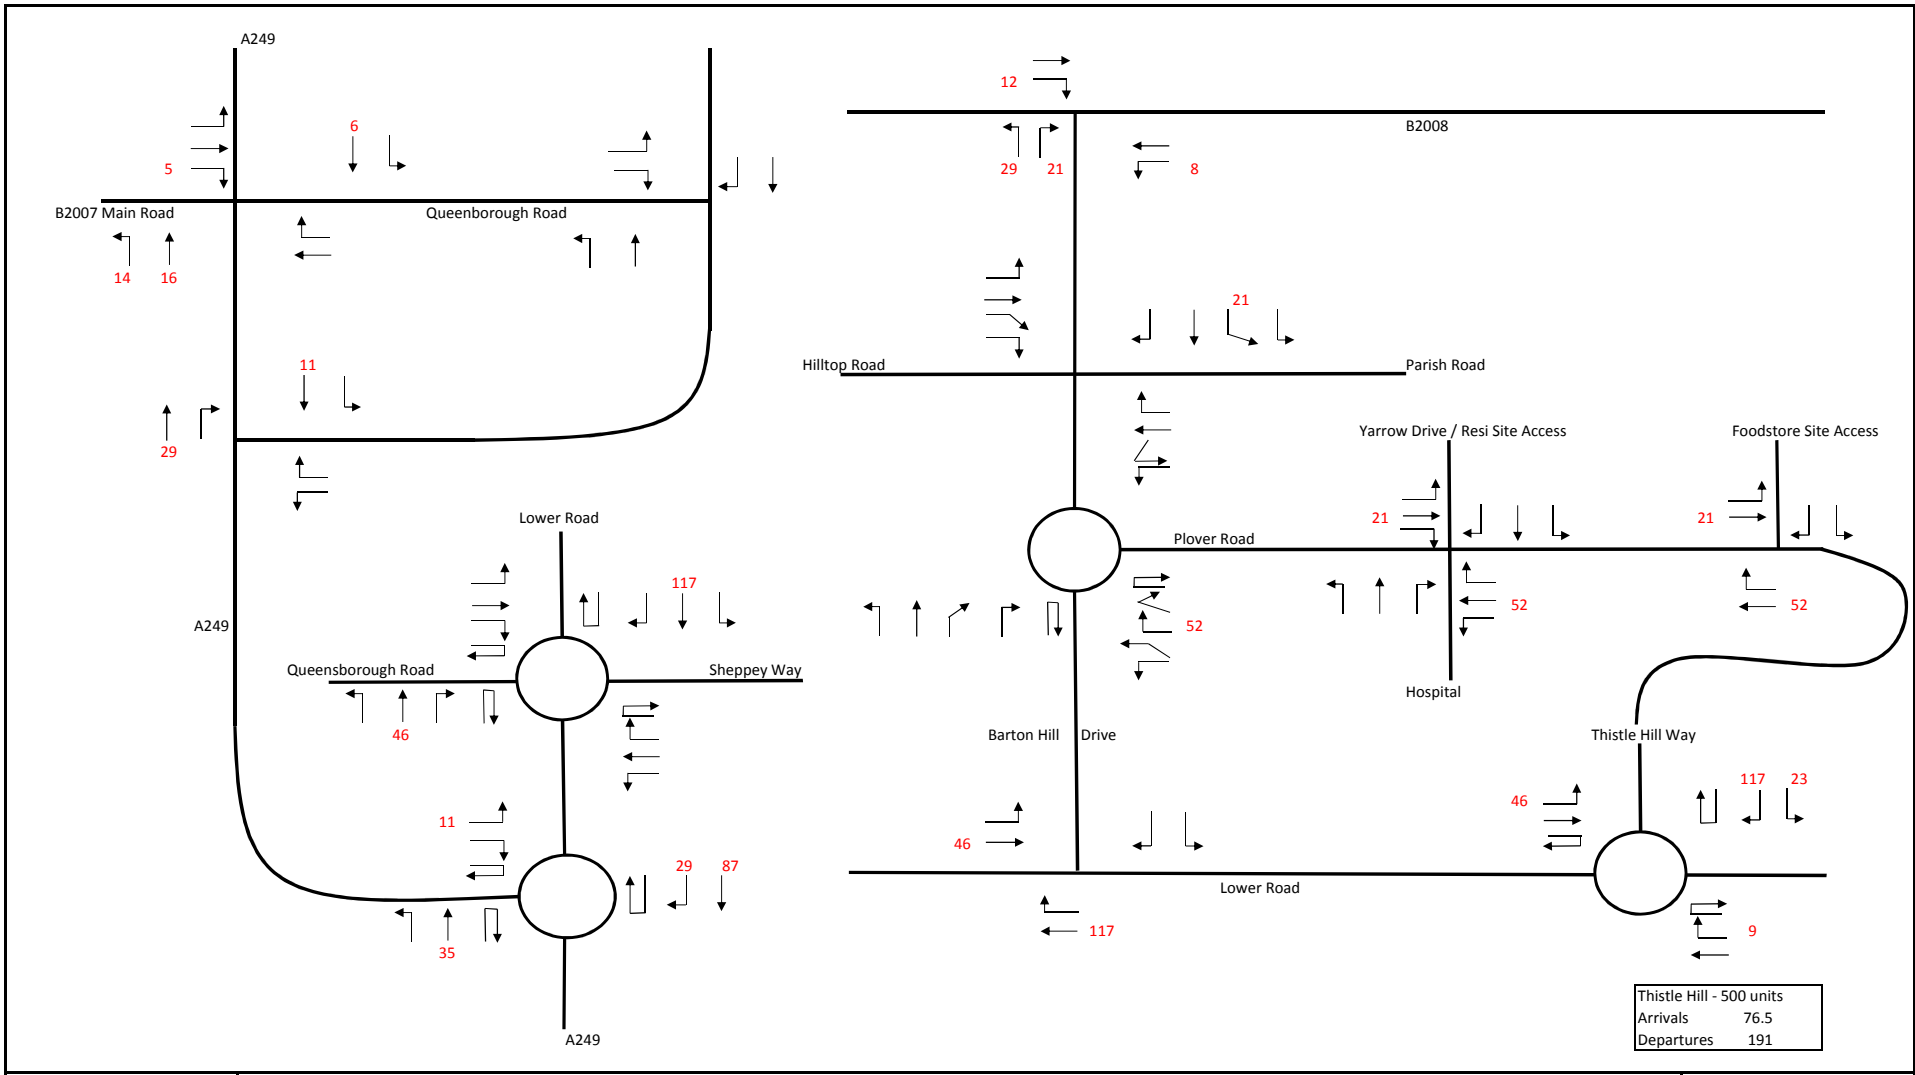 A249
12
6
B2008
5
29 21
8
B2007 Main Road
Queenborough Road
14 16
21
11
Hilltop Road
Parish Road
29
Yarrow Drive / Resi Site Access
Foodstore Site Access
Lower Road
21
21
Plover Road
117
52
52
A249
52
Queensborough Road
Sheppey Way
Hospital
46
Barton Hill Drive
Thistle Hill Way
117 23
46
11
46
29 87
Lower Road
35
117
9
Thistle Hill - 500 units
Arrivals 76.5
Departures 191
A249